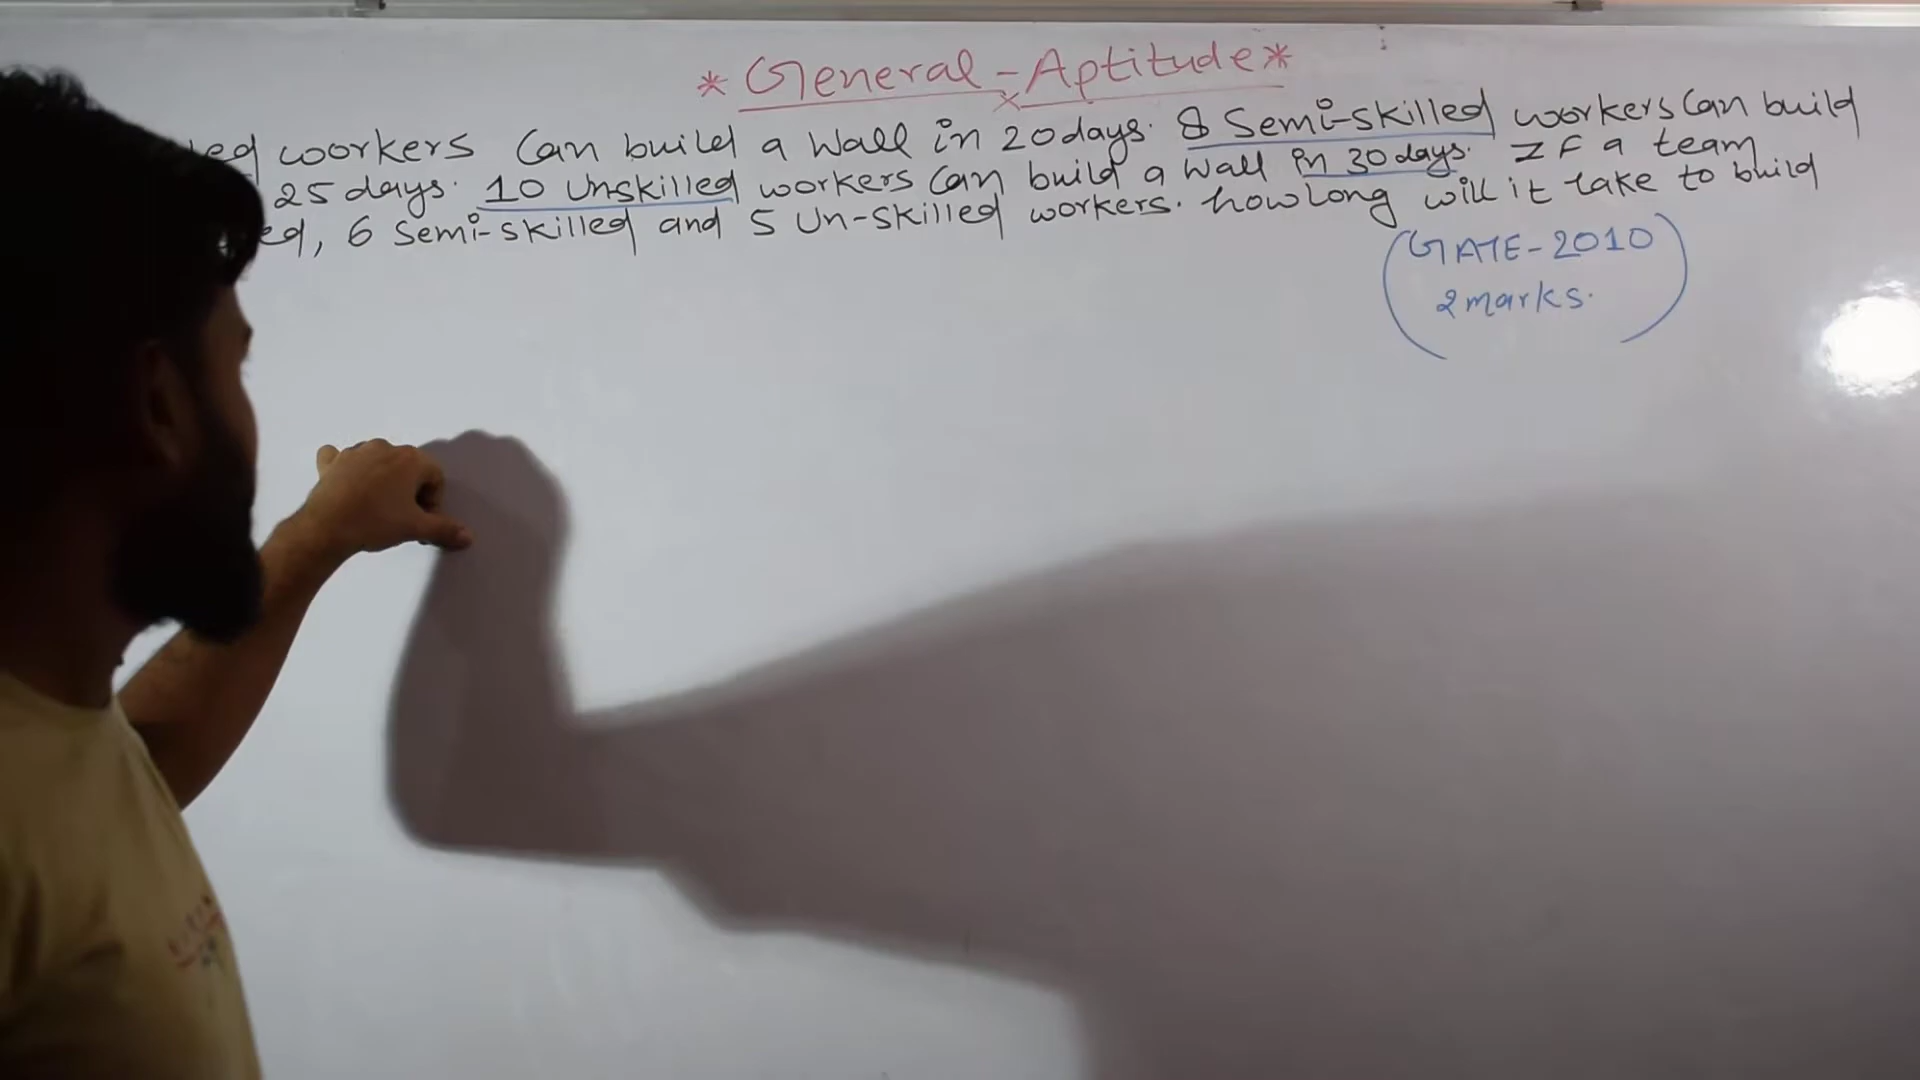 * General - Aptitude *
workers Can build a Wall in 20 days. 8 Semi-skilled workers Can build
25 days. 10 Unskilled workers Can build a Wall in 30 days. IF a team
6 Semi-skilled and 5 Un-skilled workers. how long will it take to build
(GATE-2010
2 marks.)